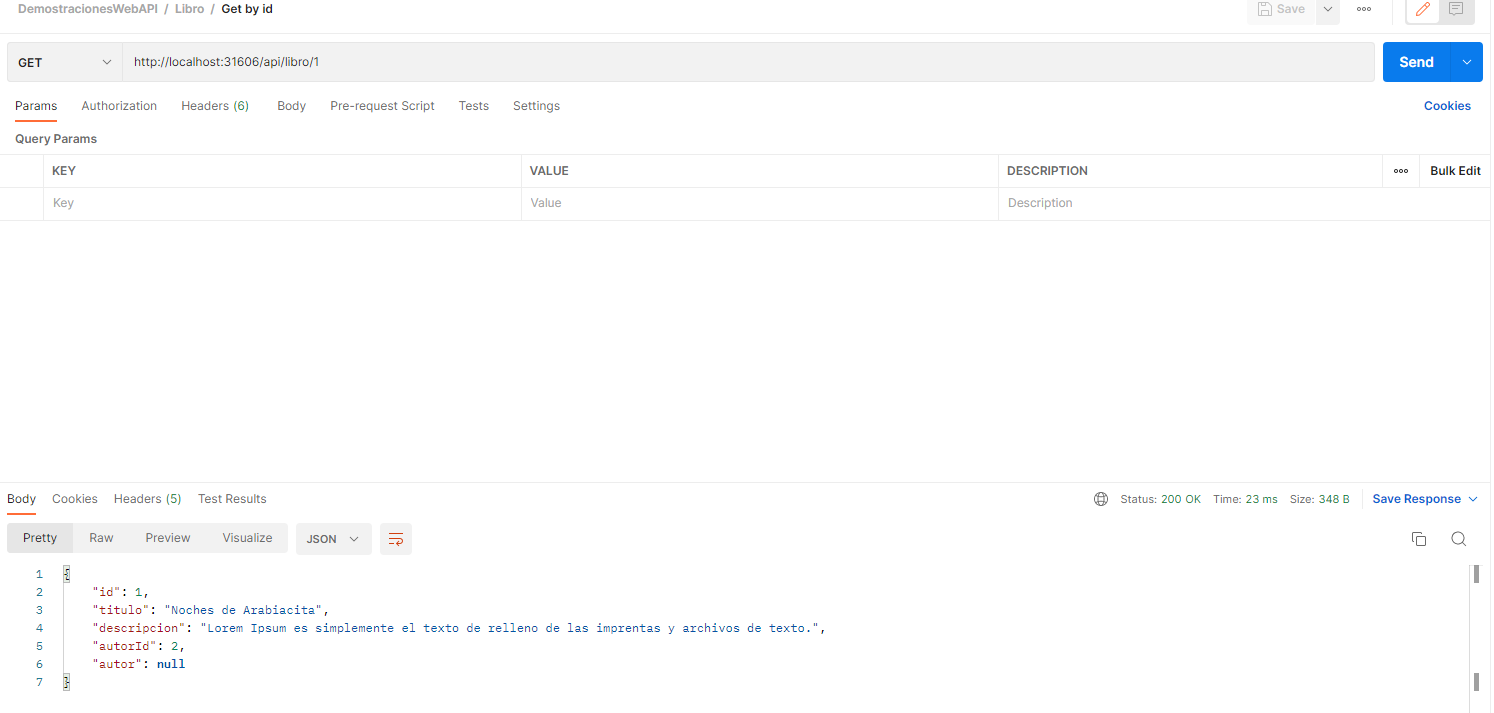 DemostracionesWebAPI / Libro / Get by id
Save
GET
http://localhost:31606/api/libro/1
Send
Params Authorization Headers (6) Body Pre-request Script Tests Settings Cookies
Query Params
KEY VALUE DESCRIPTION ooo Bulk Edit
Key Value Description
Body Cookies Headers (5) Test Results Status: 200 OK Time: 23 ms Size: 348 B Save Response
Pretty Raw Preview Visualize JSON
1 {
2 "id": 1,
3 "titulo": "Noches de Arabiacita",
4 "descripcion": "Lorem Ipsum es simplemente el texto de relleno de las imprentas y archivos de texto.",
5 "autorId": 2,
6 "autor": null
7 }